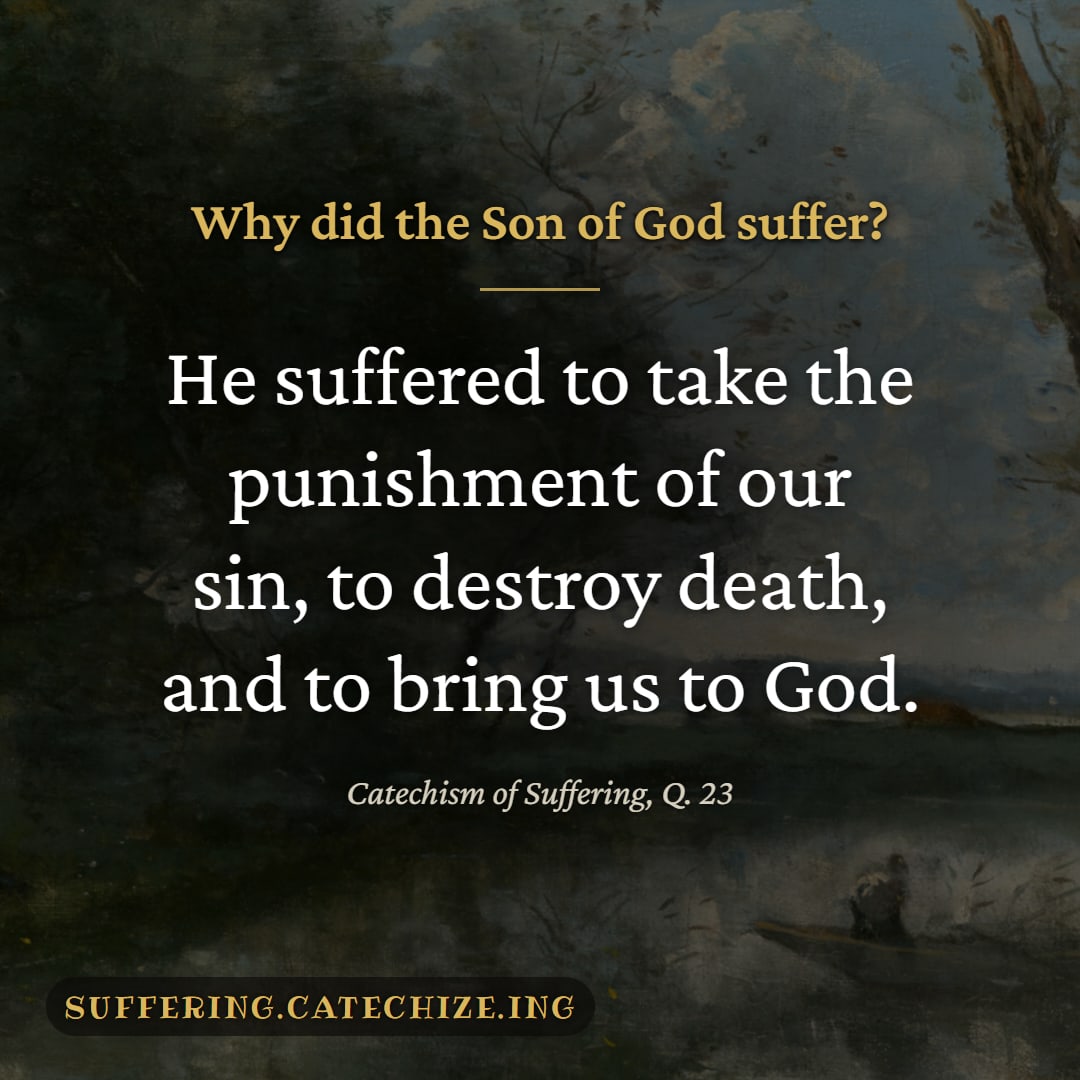 Why did the Son of God suffer?
He suffered to take the
punishment of our
sin, to destroy death,
and to bring us to God.
Catechism of Suffering, Q. 23
SUFFERING.CATECHIZE.ING